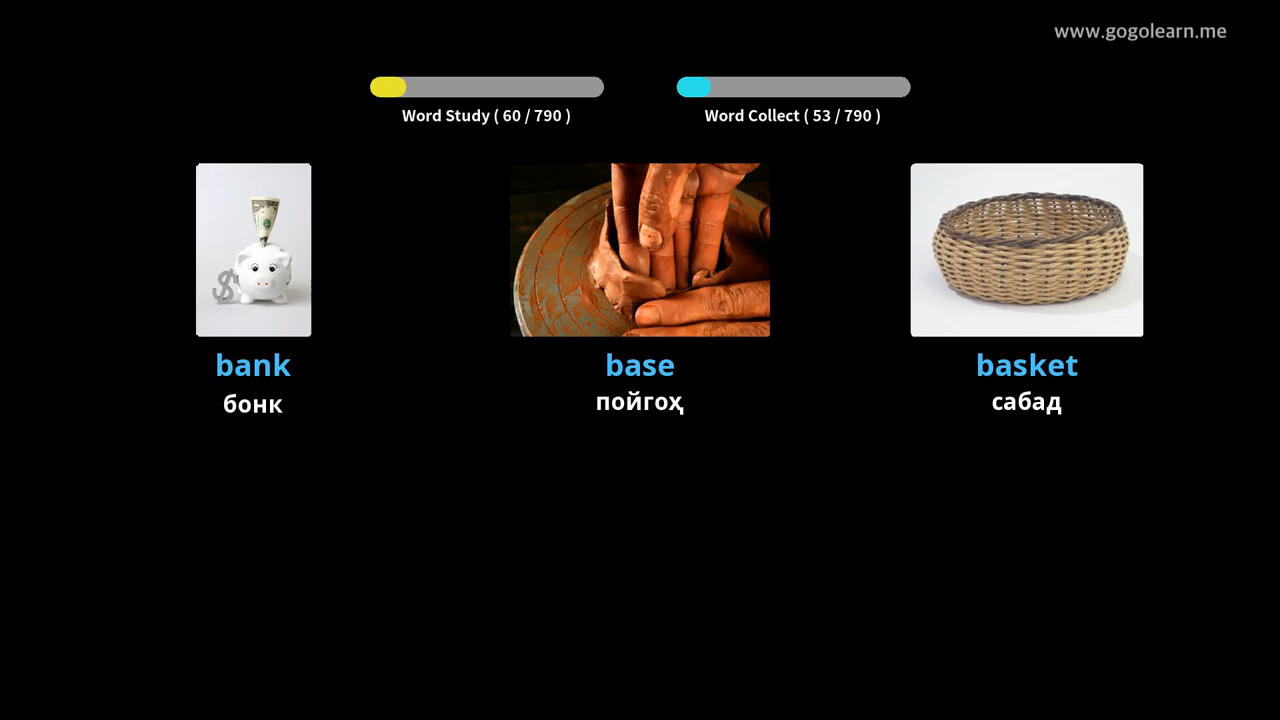 www.gogolearn.me
Word Study ( 60 / 790 )
Word Collect ( 53 / 790 )
bank
base
basket
бонк
пойгоҳ
сабад